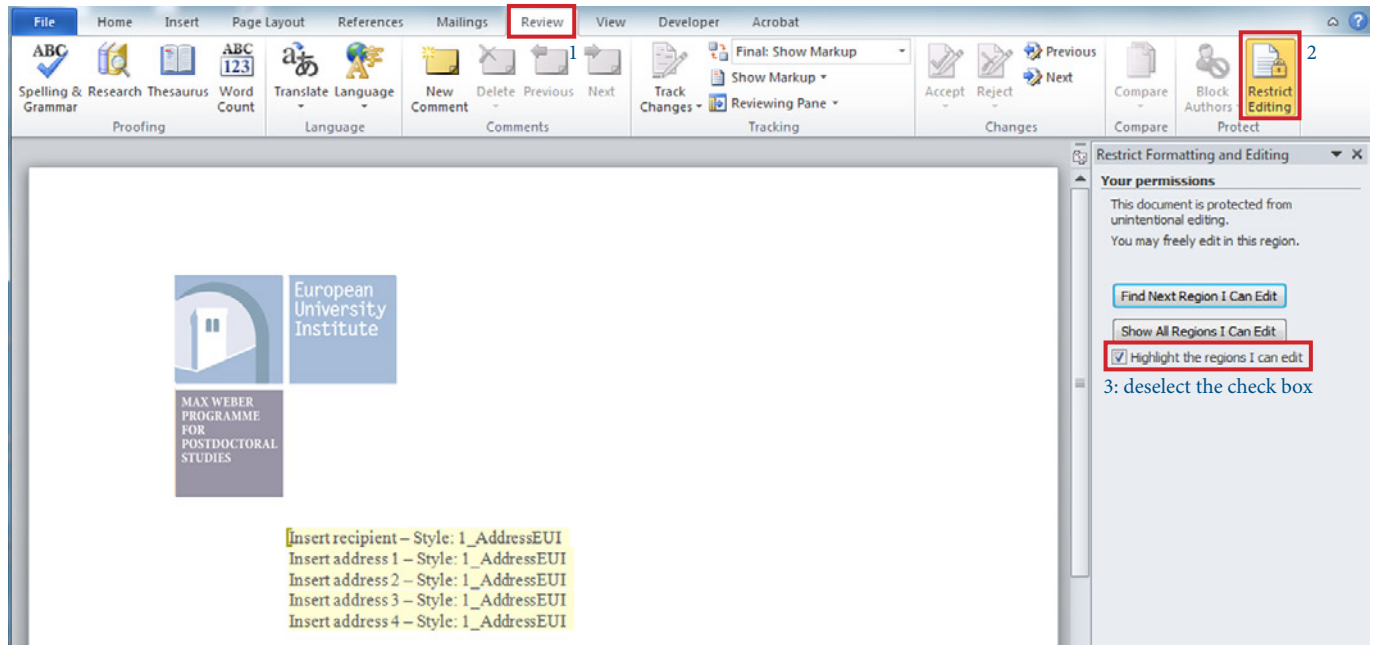 File Home Insert Page Layout References Mailings Review View Developer Acrobat
1
2
ABC
ABC
123
Spelling & Grammar
Research
Thesaurus
Word Count
Proofing
Translate
Language
Language
New Comment
Delete
Previous
Next
Comments
Track Changes
Final: Show Markup
Show Markup
Reviewing Pane
Tracking
Accept
Reject
Previous
Next
Changes
Compare
Compare
Block Authors
Restrict Editing
Protect
Restrict Formatting and Editing
Your permissions
This document is protected from
unintentional editing.
You may freely edit in this region.
Find Next Region I Can Edit
Show All Regions I Can Edit
Highlight the regions I can edit
3: deselect the check box
European
University
Institute
MAX WEBER
PROGRAMME
FOR
POSTDOCTORAL
STUDIES
Insert recipient – Style: 1_AddressEUI
Insert address 1 – Style: 1_AddressEUI
Insert address 2 – Style: 1_AddressEUI
Insert address 3 – Style: 1_AddressEUI
Insert address 4 – Style: 1_AddressEUI